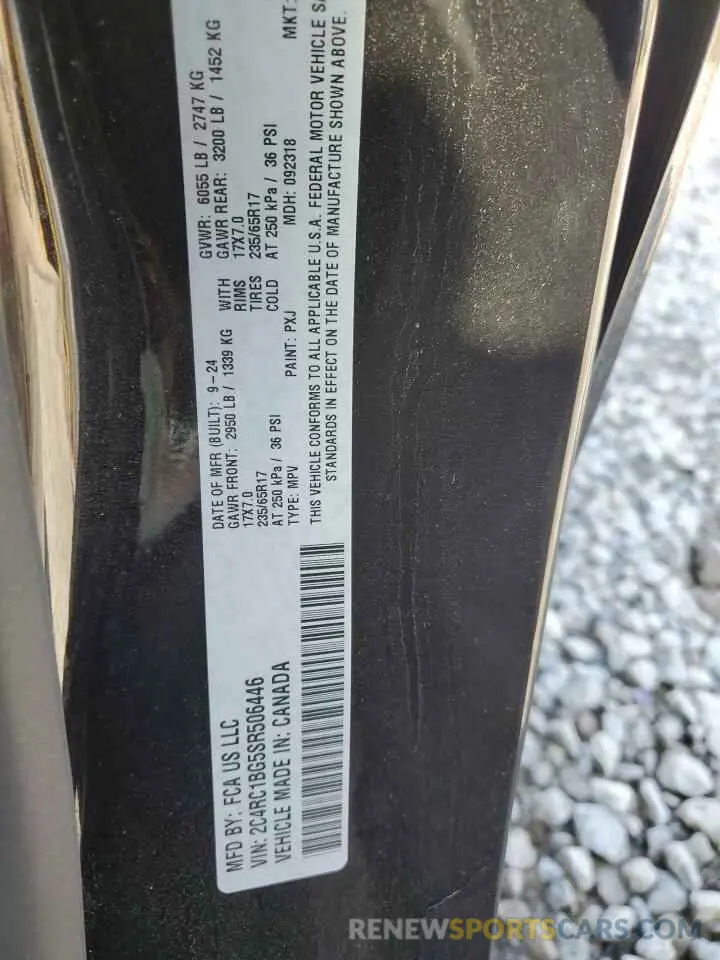 MFD BY: FCA US LLC
VIN: 2C4RC1BG5SR506446
VEHICLE MADE IN: CANADA
DATE OF MFR (BUILT): 9-24
GVWR: 6055 LB / 2747 KG
GAWR FRONT: 2950 LB / 1339 KG
WITH
GAWR REAR: 3200 LB / 1452 KG
17X7.0
RIMS
17X7.0
235/65R17
TIRES
235/65R17
AT 250 kPa / 36 PSI
COLD
AT 250 kPa / 36 PSI
TYPE: MPV
PAINT: PXJ
MDH: 092318
MKT:
THIS VEHICLE CONFORMS TO ALL APPLICABLE U.S.A. FEDERAL MOTOR VEHICLE
STANDARDS IN EFFECT ON THE DATE OF MANUFACTURE SHOWN ABOVE.
RENEWSPORTSCARS.COM